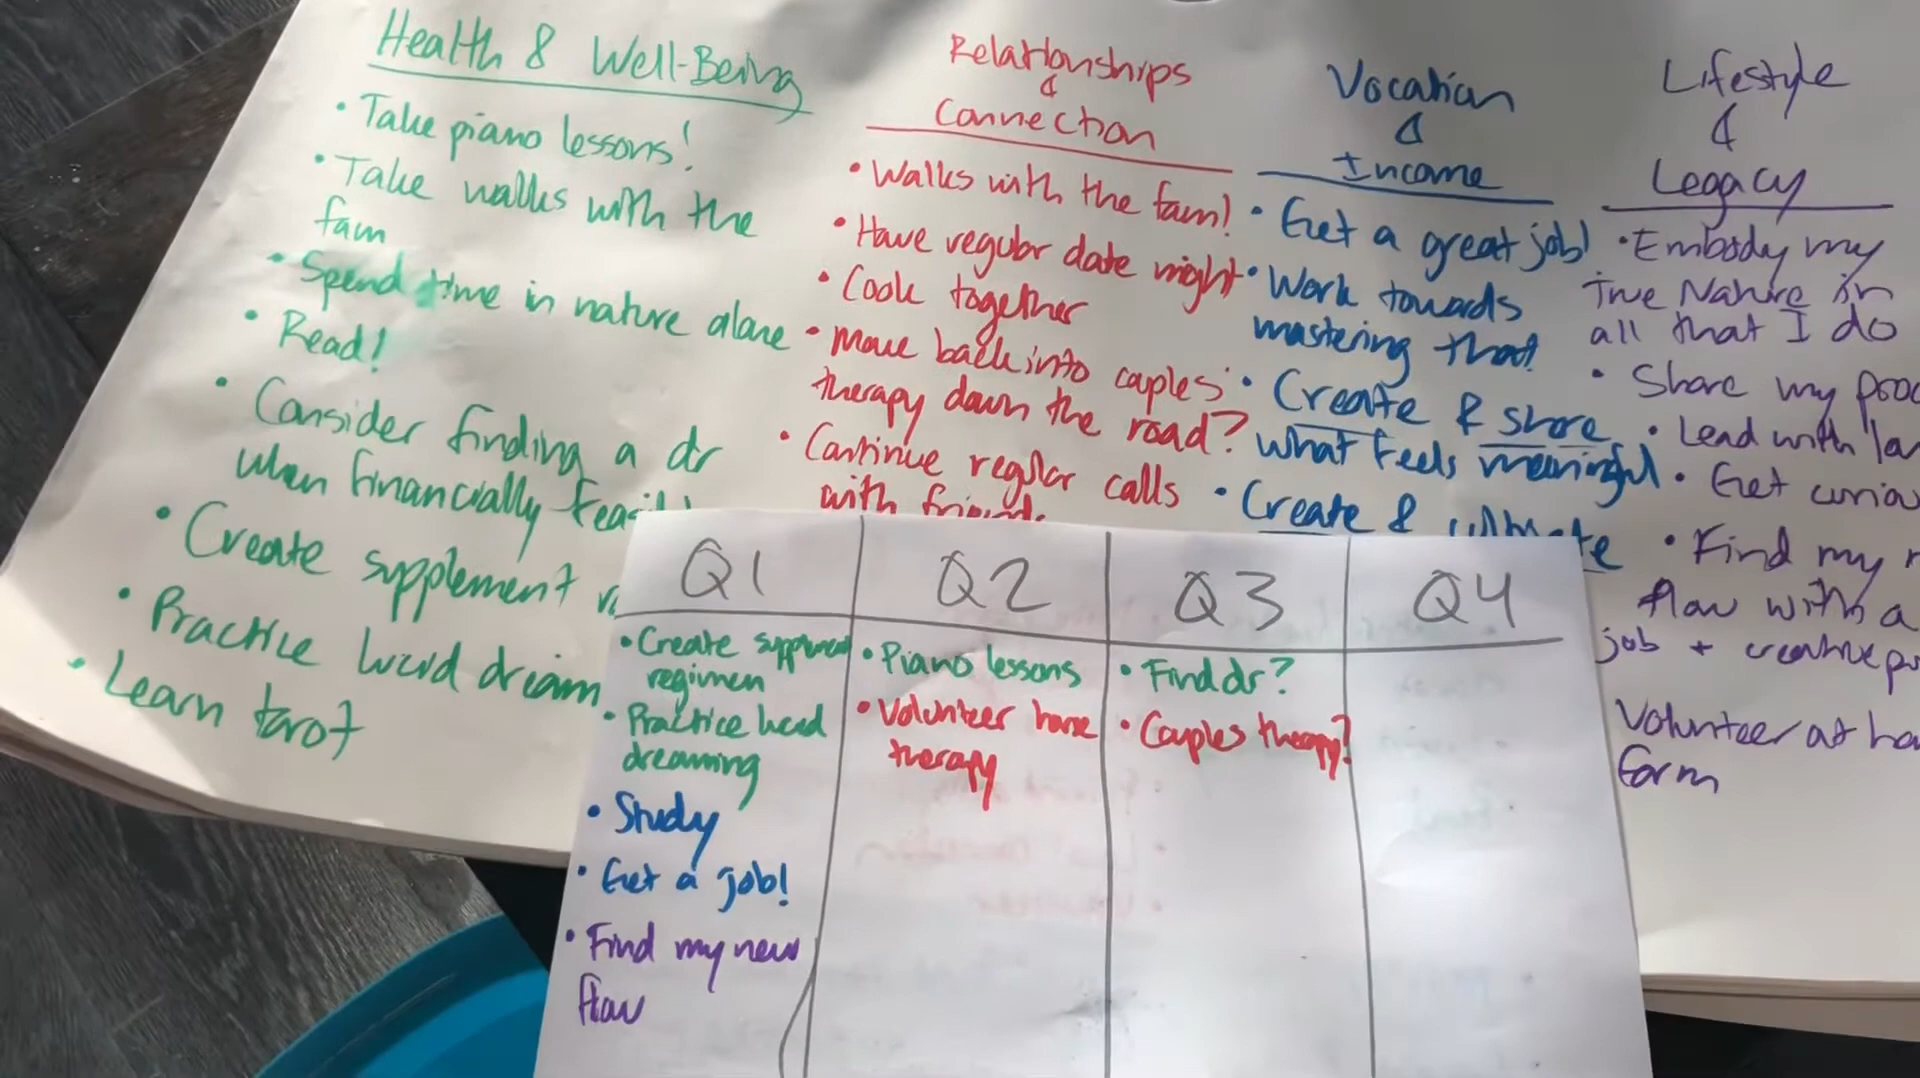 Health & Well-Being
• Take piano lessons!
• Take walks with the
fam
• Spend time in nature alone
• Read!
• Consider finding a dr
when financially
• Create supplement
• Practice lucid dream
• Learn tarot
Relationships
&
Connection
• Walks with the fam!
• Have regular date night
• Cook together
• Move back into couples
therapy down the road?
• Continue regular calls
with
Vocation
&
Income
• Get a great job!
• Work towards
mastering that!
• Create & share
what feels meaningful
• Create &
Lifestyle
&
Legacy
• Embody my
True Nature in
all that I do
• Share my
• Lead with
• Get
• Find my
flow with a
job +
Volunteer at
farm
Q1
• Create supplement
regimen
• Practice lucid
dreaming
• Study
• Get a job!
• Find my new
flow
Q2
• Piano lessons
• Volunteer horse
therapy
Q3
• Find dr?
• Couples therapy?
Q4